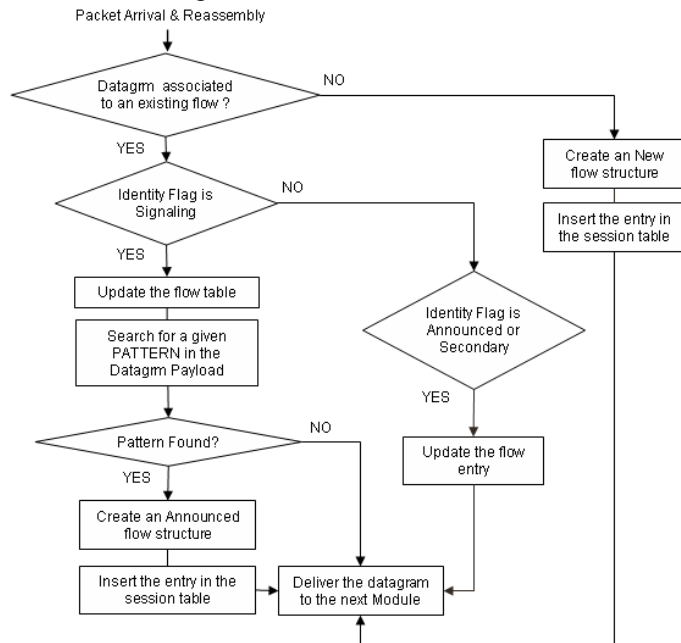 Packet Arrival & Reassembly
Datagrm associated
to an existing flow ?
NO
YES
Create an New
flow structure
Identity Flag is
Signaling
NO
Insert the entry in
the session table
YES
Update the flow table
Identity Flag is
Announced or
Secondary
Search for a given
PATTERN in the
Datagrm Payload
YES
Pattern Found?
NO
Update the flow
entry
YES
Create an Announced
flow structure
Insert the entry in the
session table
Deliver the datagram
to the next Module